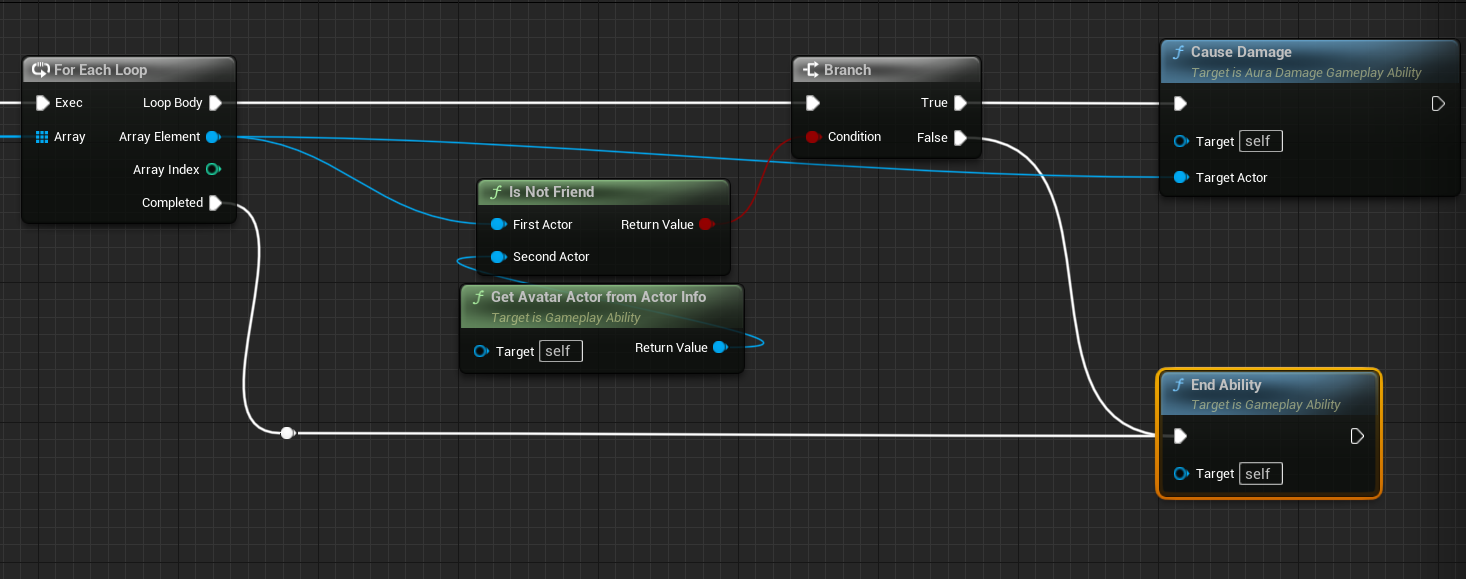 For Each Loop
Exec
Loop Body
Array
Array Element
Array Index
Completed
Is Not Friend
First Actor
Return Value
Second Actor
Get Avatar Actor from Actor Info
Target is Gameplay Ability
Target self
Return Value
Branch
True
Condition
False
Cause Damage
Target is Aura Damage Gameplay Ability
Target self
Target Actor
End Ability
Target is Gameplay Ability
Target self